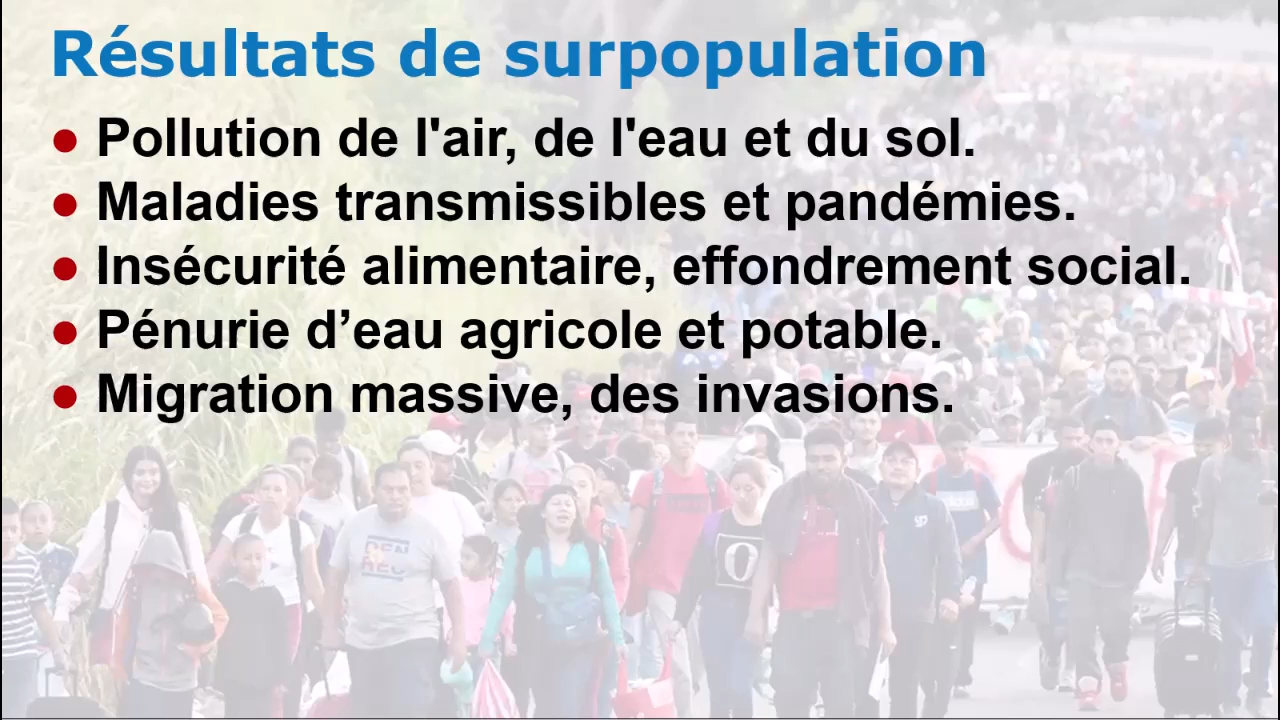 Résultats de surpopulation
● Pollution de l'air, de l'eau et du sol.
● Maladies transmissibles et pandémies.
● Insécurité alimentaire, effondrement social.
● Pénurie d’eau agricole et potable.
● Migration massive, des invasions.